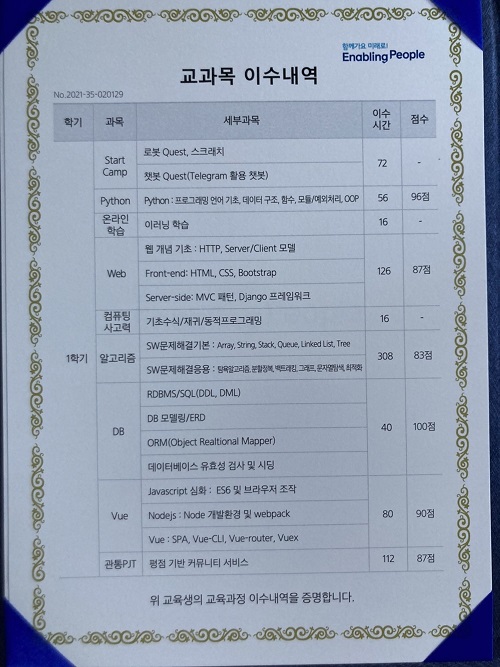 함께가요 미래로!
Enabling People
교과목 이수내역
No.2021-35-020129
학기 과목 세부과목 이수 시간 점수
1학기
Start Camp
로봇 Quest, 스크래치
챗봇 Quest(Telegram 활용 챗봇)
72 -
Python Python : 프로그래밍 언어 기초, 데이터 구조, 함수, 모듈/예외처리, OOP 56 96점
온라인 학습 이러닝 학습 16 -
Web
웹 개념 기초 : HTTP, Server/Client 모델
Front-end: HTML, CSS, Bootstrap
Server-side: MVC 패턴, Django 프레임워크
126 87점
컴퓨팅 사고력 기초수식/재귀/동적프로그래밍 16 -
알고리즘
SW문제해결기본 : Array, String, Stack, Queue, Linked List, Tree
SW문제해결응용 : 탐욕알고리즘, 분할정복, 백트래킹, 그래프, 문자열탐색, 최적화
308 83점
DB
RDBMS/SQL(DDL, DML)
DB 모델링/ERD
ORM(Object Realtional Mapper)
데이터베이스 유효성 검사 및 시딩
40 100점
Vue
Javascript 심화 : ES6 및 브라우저 조작
Nodejs : Node 개발환경 및 webpack
Vue : SPA, Vue-CLI, Vue-router, Vuex
80 90점
관통PJT 평점 기반 커뮤니티 서비스 112 87점
위 교육생의 교육과정 이수내역을 증명합니다.